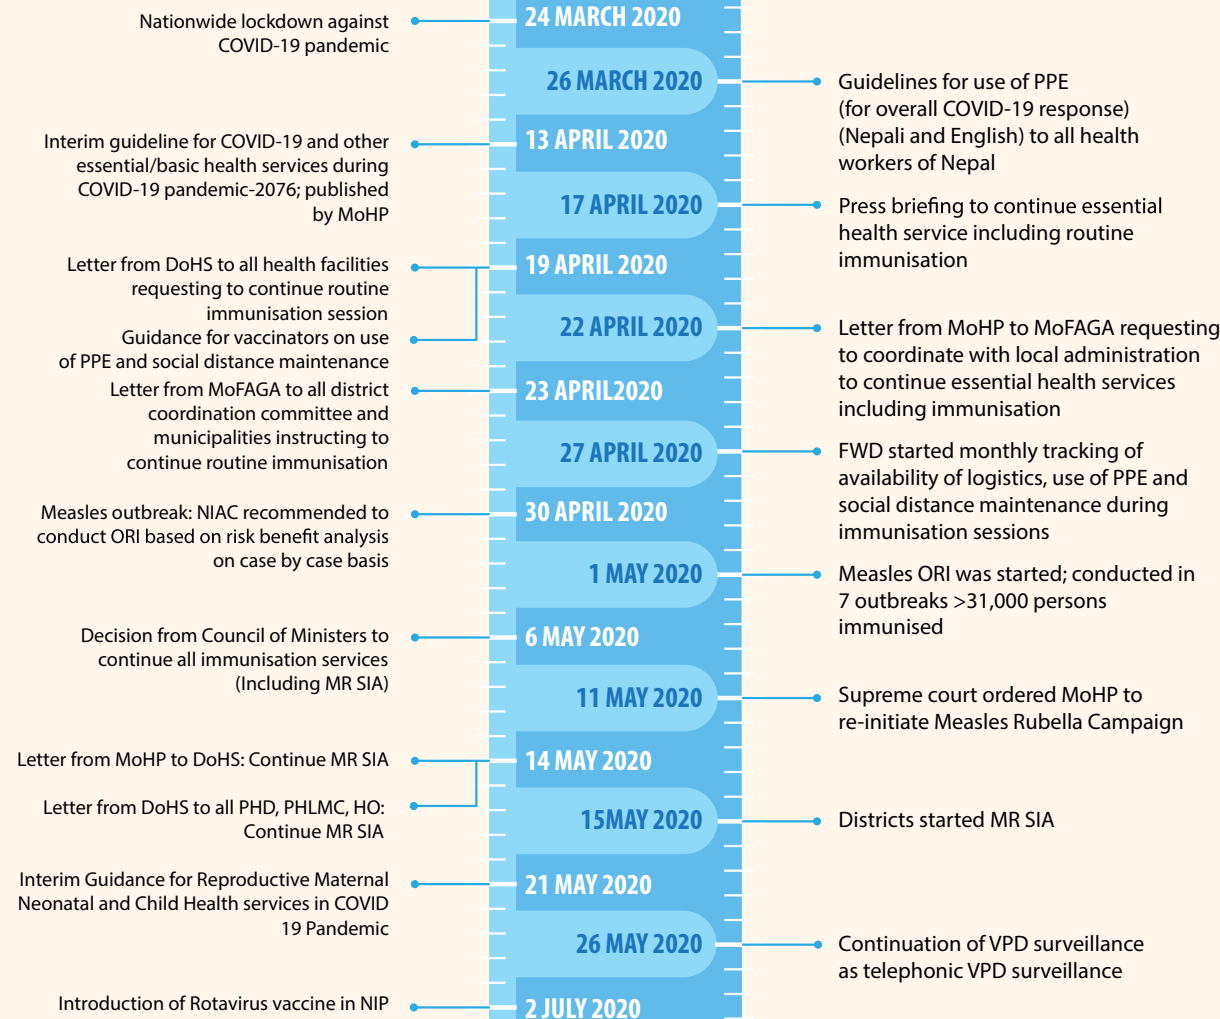 Nationwide lockdown against
COVID-19 pandemic
24 MARCH 2020
26 MARCH 2020
Guidelines for use of PPE
(for overall COVID-19 response)
(Nepali and English) to all health
workers of Nepal
Interim guideline for COVID-19 and other
essential/basic health services during
COVID-19 pandemic-2076; published
by MoHP
13 APRIL 2020
17 APRIL 2020
Press briefing to continue essential
health service including routine
immunisation
Letter from DoHS to all health facilities
requesting to continue routine
immunisation session
Guidance for vaccinators on use
of PPE and social distance maintenance
19 APRIL 2020
22 APRIL 2020
Letter from MoHP to MoFAGA requesting
to coordinate with local administration
to continue essential health services
including immunisation
Letter from MoFAGA to all district
coordination committee and
municipalities instructing to
continue routine immunisation
23 APRIL2020
27 APRIL 2020
FWD started monthly tracking of
availability of logistics, use of PPE and
social distance maintenance during
immunisation sessions
Measles outbreak: NIAC recommended to
conduct ORI based on risk benefit analysis
on case by case basis
30 APRIL 2020
1 MAY 2020
Measles ORI was started; conducted in
7 outbreaks >31,000 persons
immunised
Decision from Council of Ministers to
continue all immunisation services
(Including MR SIA)
6 MAY 2020
11 MAY 2020
Supreme court ordered MoHP to
re-initiate Measles Rubella Campaign
Letter from MoHP to DoHS: Continue MR SIA
Letter from DoHS to all PHD, PHLMC, HO:
Continue MR SIA
14 MAY 2020
15MAY 2020
Districts started MR SIA
Interim Guidance for Reproductive Maternal
Neonatal and Child Health services in COVID
19 Pandemic
21 MAY 2020
26 MAY 2020
Continuation of VPD surveillance
as telephonic VPD surveillance
Introduction of Rotavirus vaccine in NIP
2 JULY 2020